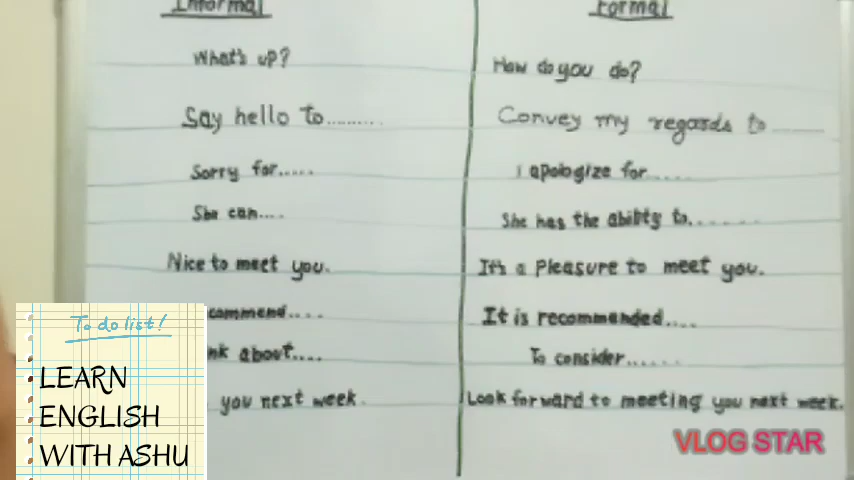 Informal Formal
What's up? How do you do?
Say hello to......... Convey my regards to ......
Sorry for..... I apologize for.....
She can.... She has the ability to.......
Nice to meet you. It's a pleasure to meet you.
It is recommended....
about.... To consider......
you next week. Look forward to meeting you next week.
To do list!
LEARN
ENGLISH
WITH ASHU
VLOG STAR